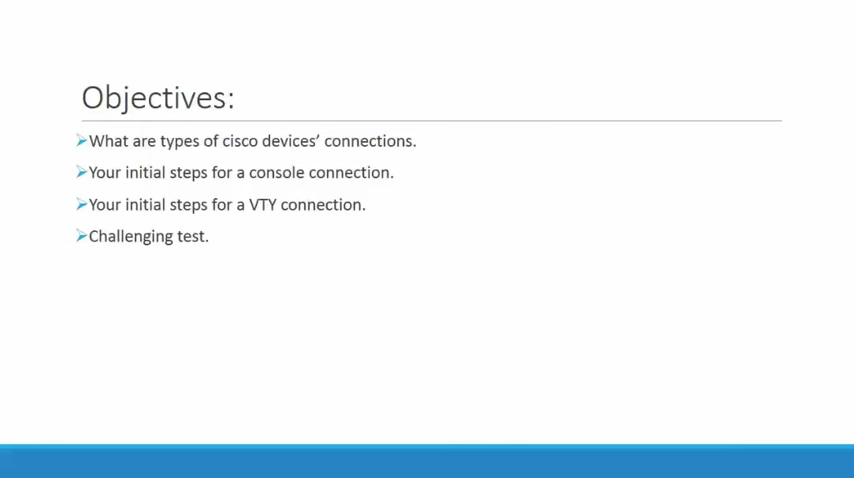 Objectives:
➢What are types of cisco devices’ connections.
➢Your initial steps for a console connection.
➢Your initial steps for a VTY connection.
➢Challenging test.